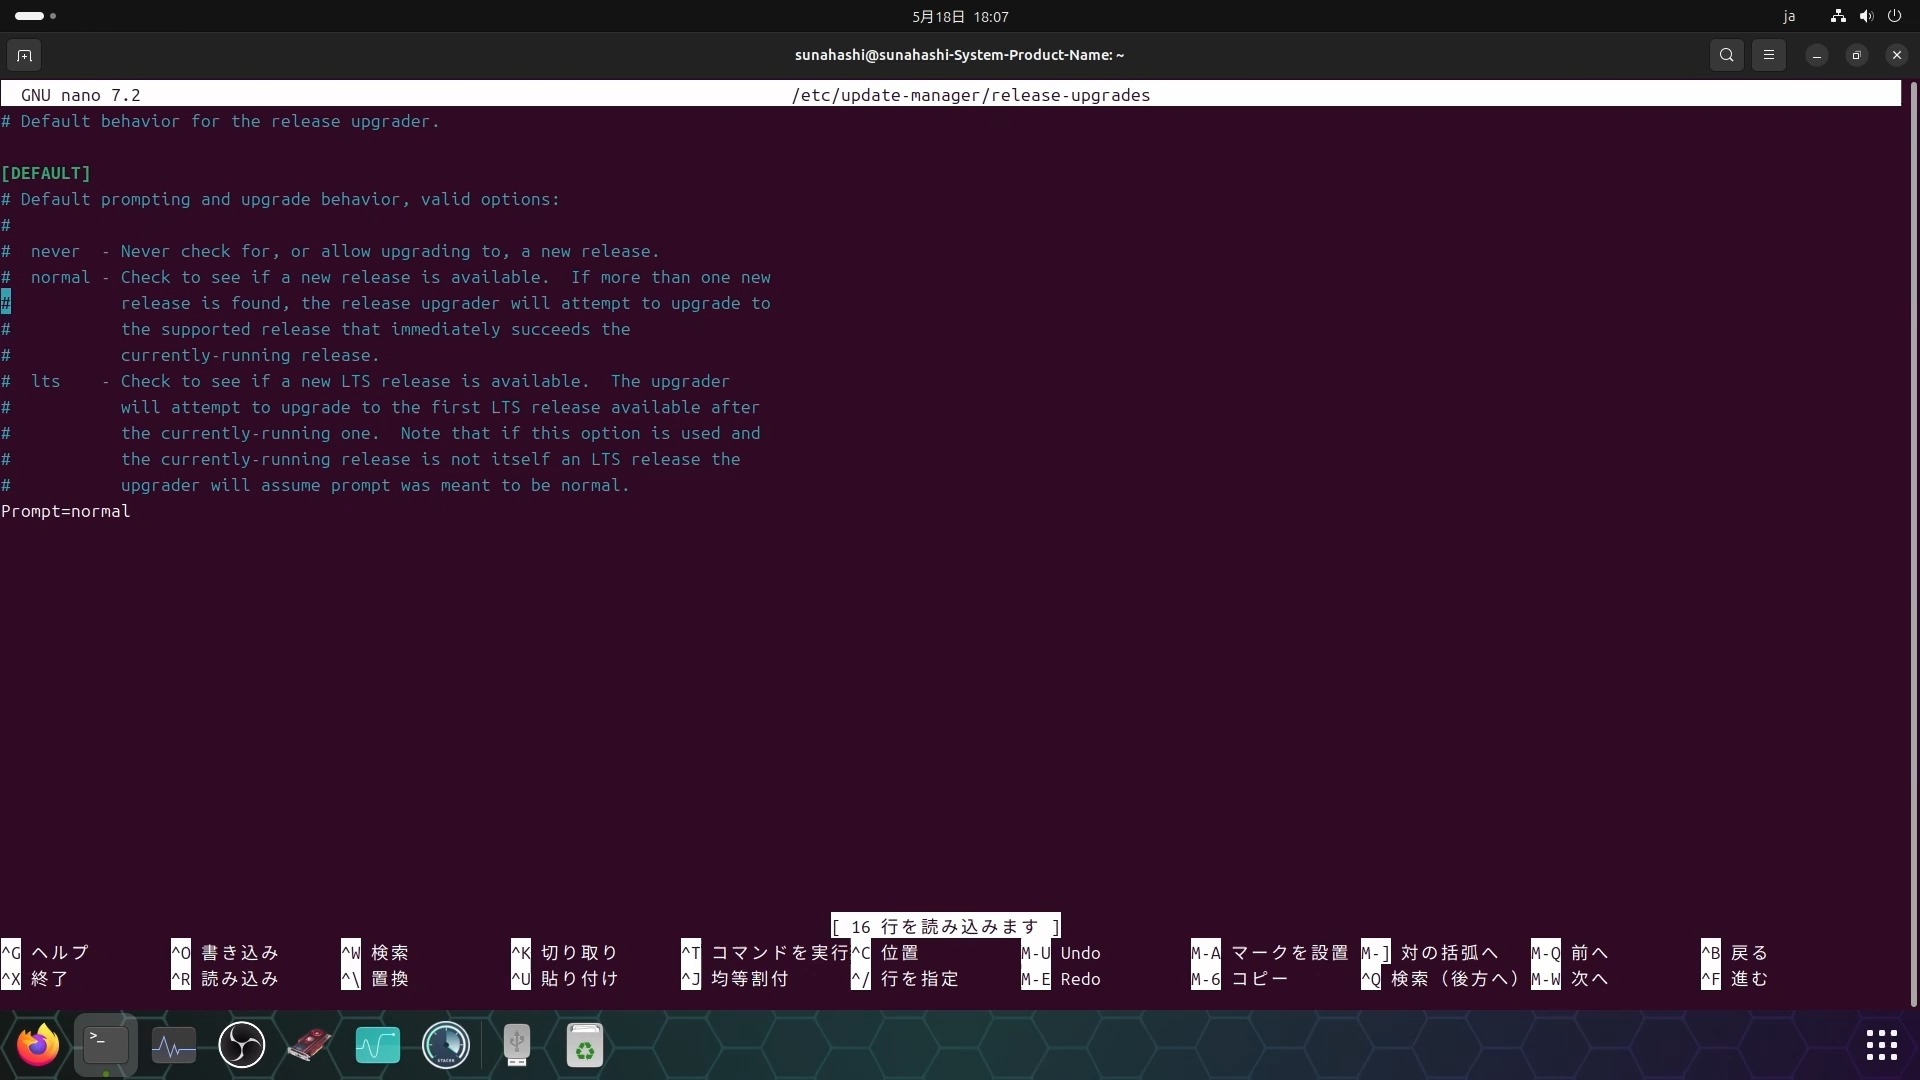 5月18日 18:07
ja
sunahashi@sunahashi-System-Product-Name: ~
GNU nano 7.2 /etc/update-manager/release-upgrades
# Default behavior for the release upgrader.
[DEFAULT]
# Default prompting and upgrade behavior, valid options:
#
#  never  - Never check for, or allow upgrading to, a new release.
#  normal - Check to see if a new release is available.  If more than one new
#           release is found, the release upgrader will attempt to upgrade to
#           the supported release that immediately succeeds the
#           currently-running release.
#  lts    - Check to see if a new LTS release is available.  The upgrader
#           will attempt to upgrade to the first LTS release available after
#           the currently-running one.  Note that if this option is used and
#           the currently-running release is not itself an LTS release the
#           upgrader will assume prompt was meant to be normal.
Prompt=normal
[ 16 行を読み込みます ]
^G ヘルプ ^O 書き込み ^W 検索 ^K 切り取り ^T コマンドを実行 ^C 位置 M-U Undo M-A マークを設置 M-] 対の括弧へ M-Q 前へ ^B 戻る
^X 終了 ^R 読み込み ^\ 置換 ^U 貼り付け ^J 均等割付 ^/ 行を指定 M-E Redo M-6 コピー ^Q 検索（後方へ） M-W 次へ ^F 進む
>_
STACER